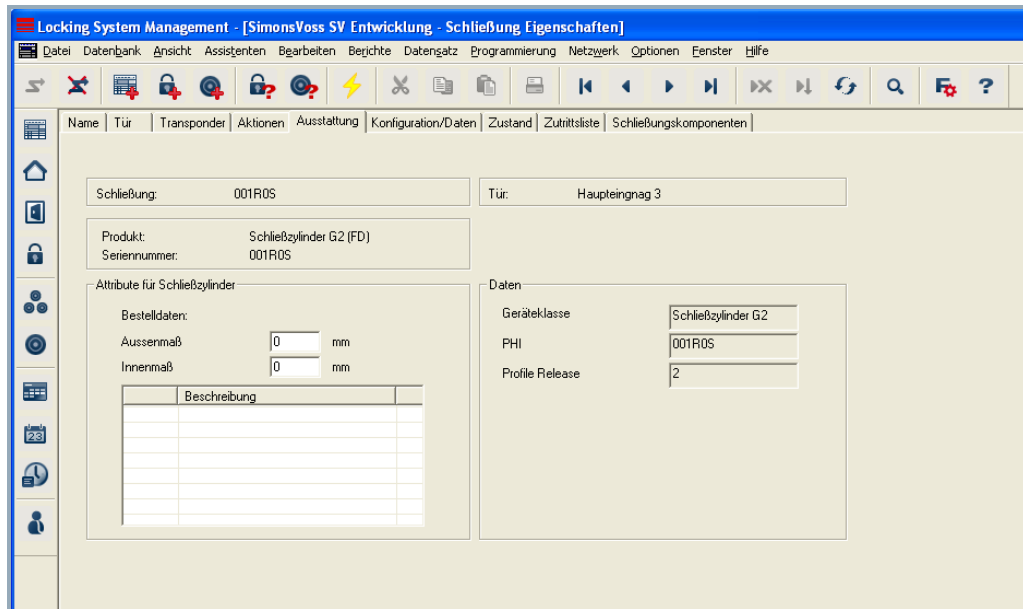 Locking System Management - [SimonsVoss SV Entwicklung - Schließung Eigenschaften]
Datei Datenbank Ansicht Assistenten Bearbeiten Berichte Datensatz Programmierung Netzwerk Optionen Fenster Hilfe
Name Tür Transponder Aktionen Ausstattung Konfiguration/Daten Zustand Zutrittsliste Schließungskomponenten
Schließung: 001R0S Tür: Haupteingnag 3
Produkt: Schließzylinder G2 (FD)
Seriennummer: 001R0S
Attribute für Schließzylinder
Bestelldaten:
Aussenmaß 0 mm
Innenmaß 0 mm
Beschreibung
Daten
Geräteklasse Schließzylinder G2
PHI 001R0S
Profile Release 2
23